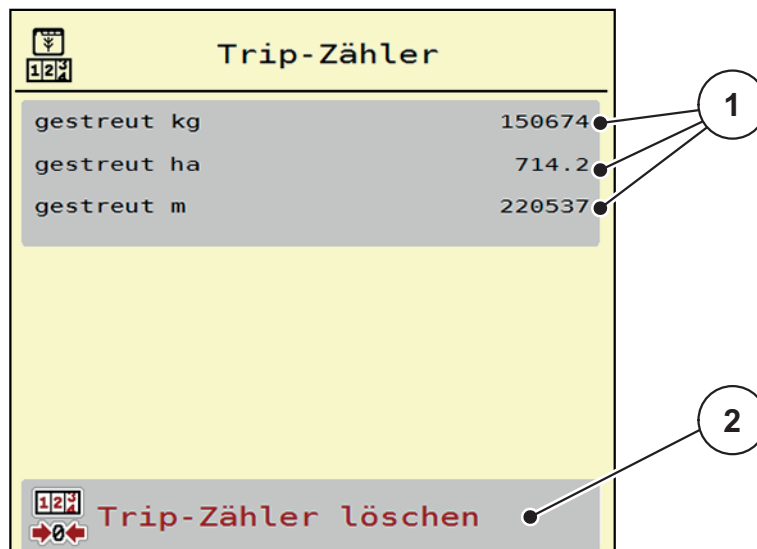 Trip-Zähler
gestreut kg 150674
gestreut ha 714.2
gestreut m 220537
1
2
Trip-Zähler löschen